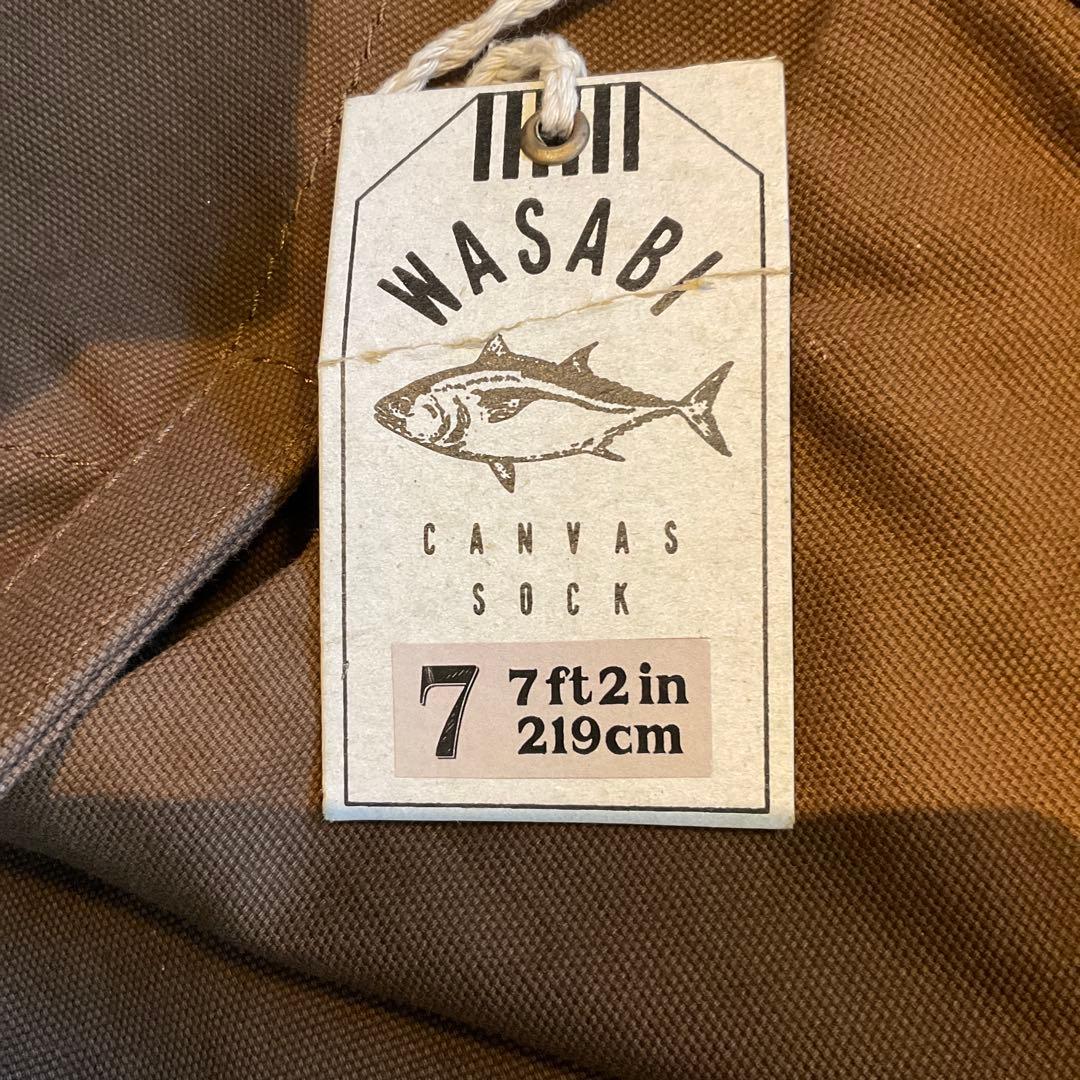 WASABI
CANVAS
SOCK
7 7ft2in
219cm